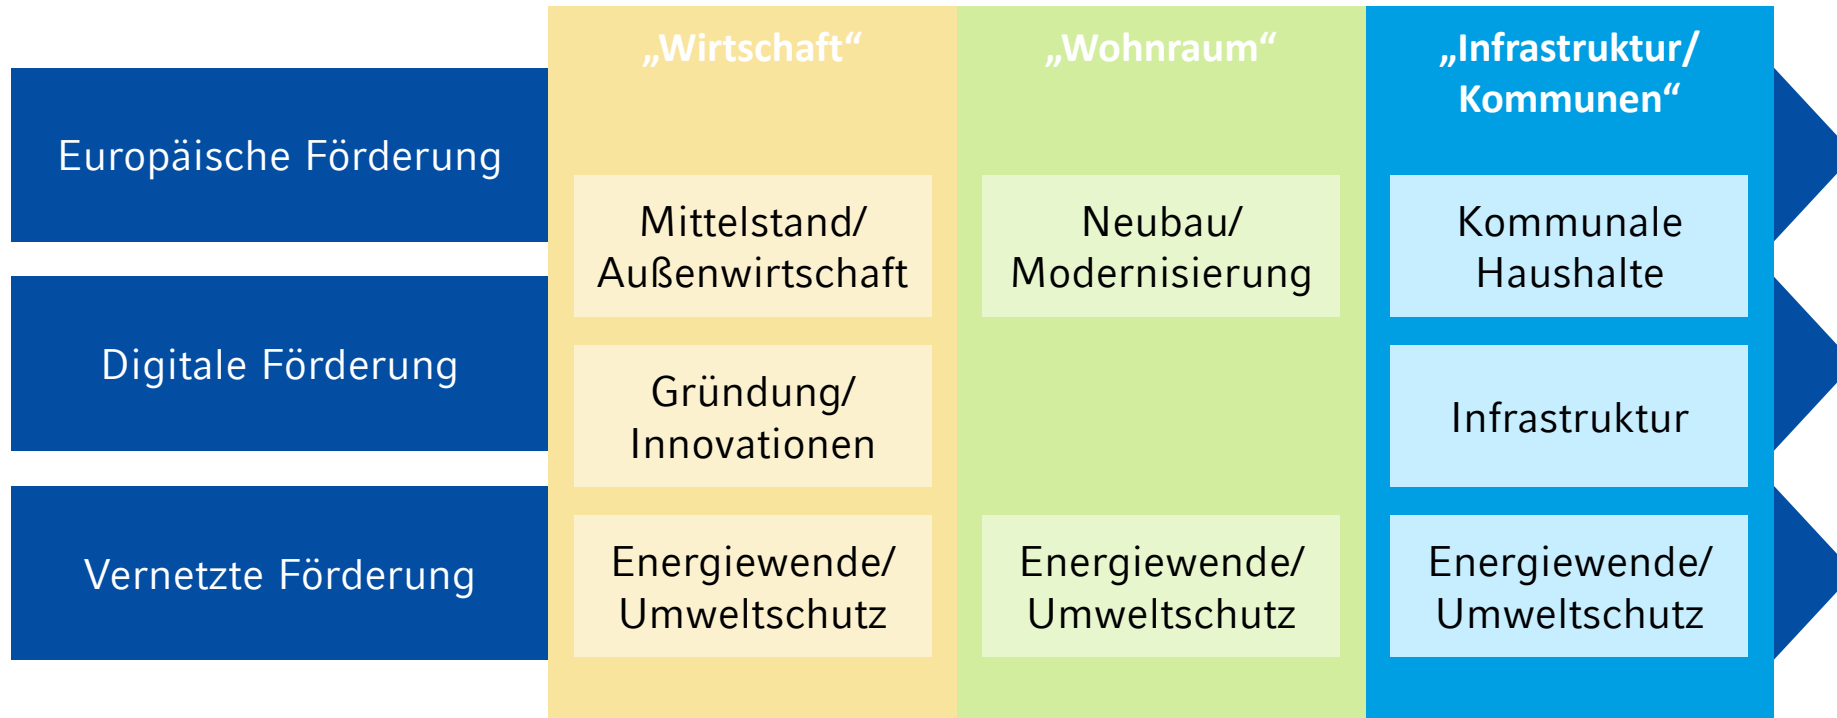 „Wirtschaft“
„Wohnraum“
„Infrastruktur/
Kommunen“
Europäische Förderung
Digitale Förderung
Vernetzte Förderung
Mittelstand/
Außenwirtschaft
Gründung/
Innovationen
Energiewende/
Umweltschutz
Neubau/
Modernisierung
Energiewende/
Umweltschutz
Kommunale
Haushalte
Infrastruktur
Energiewende/
Umweltschutz